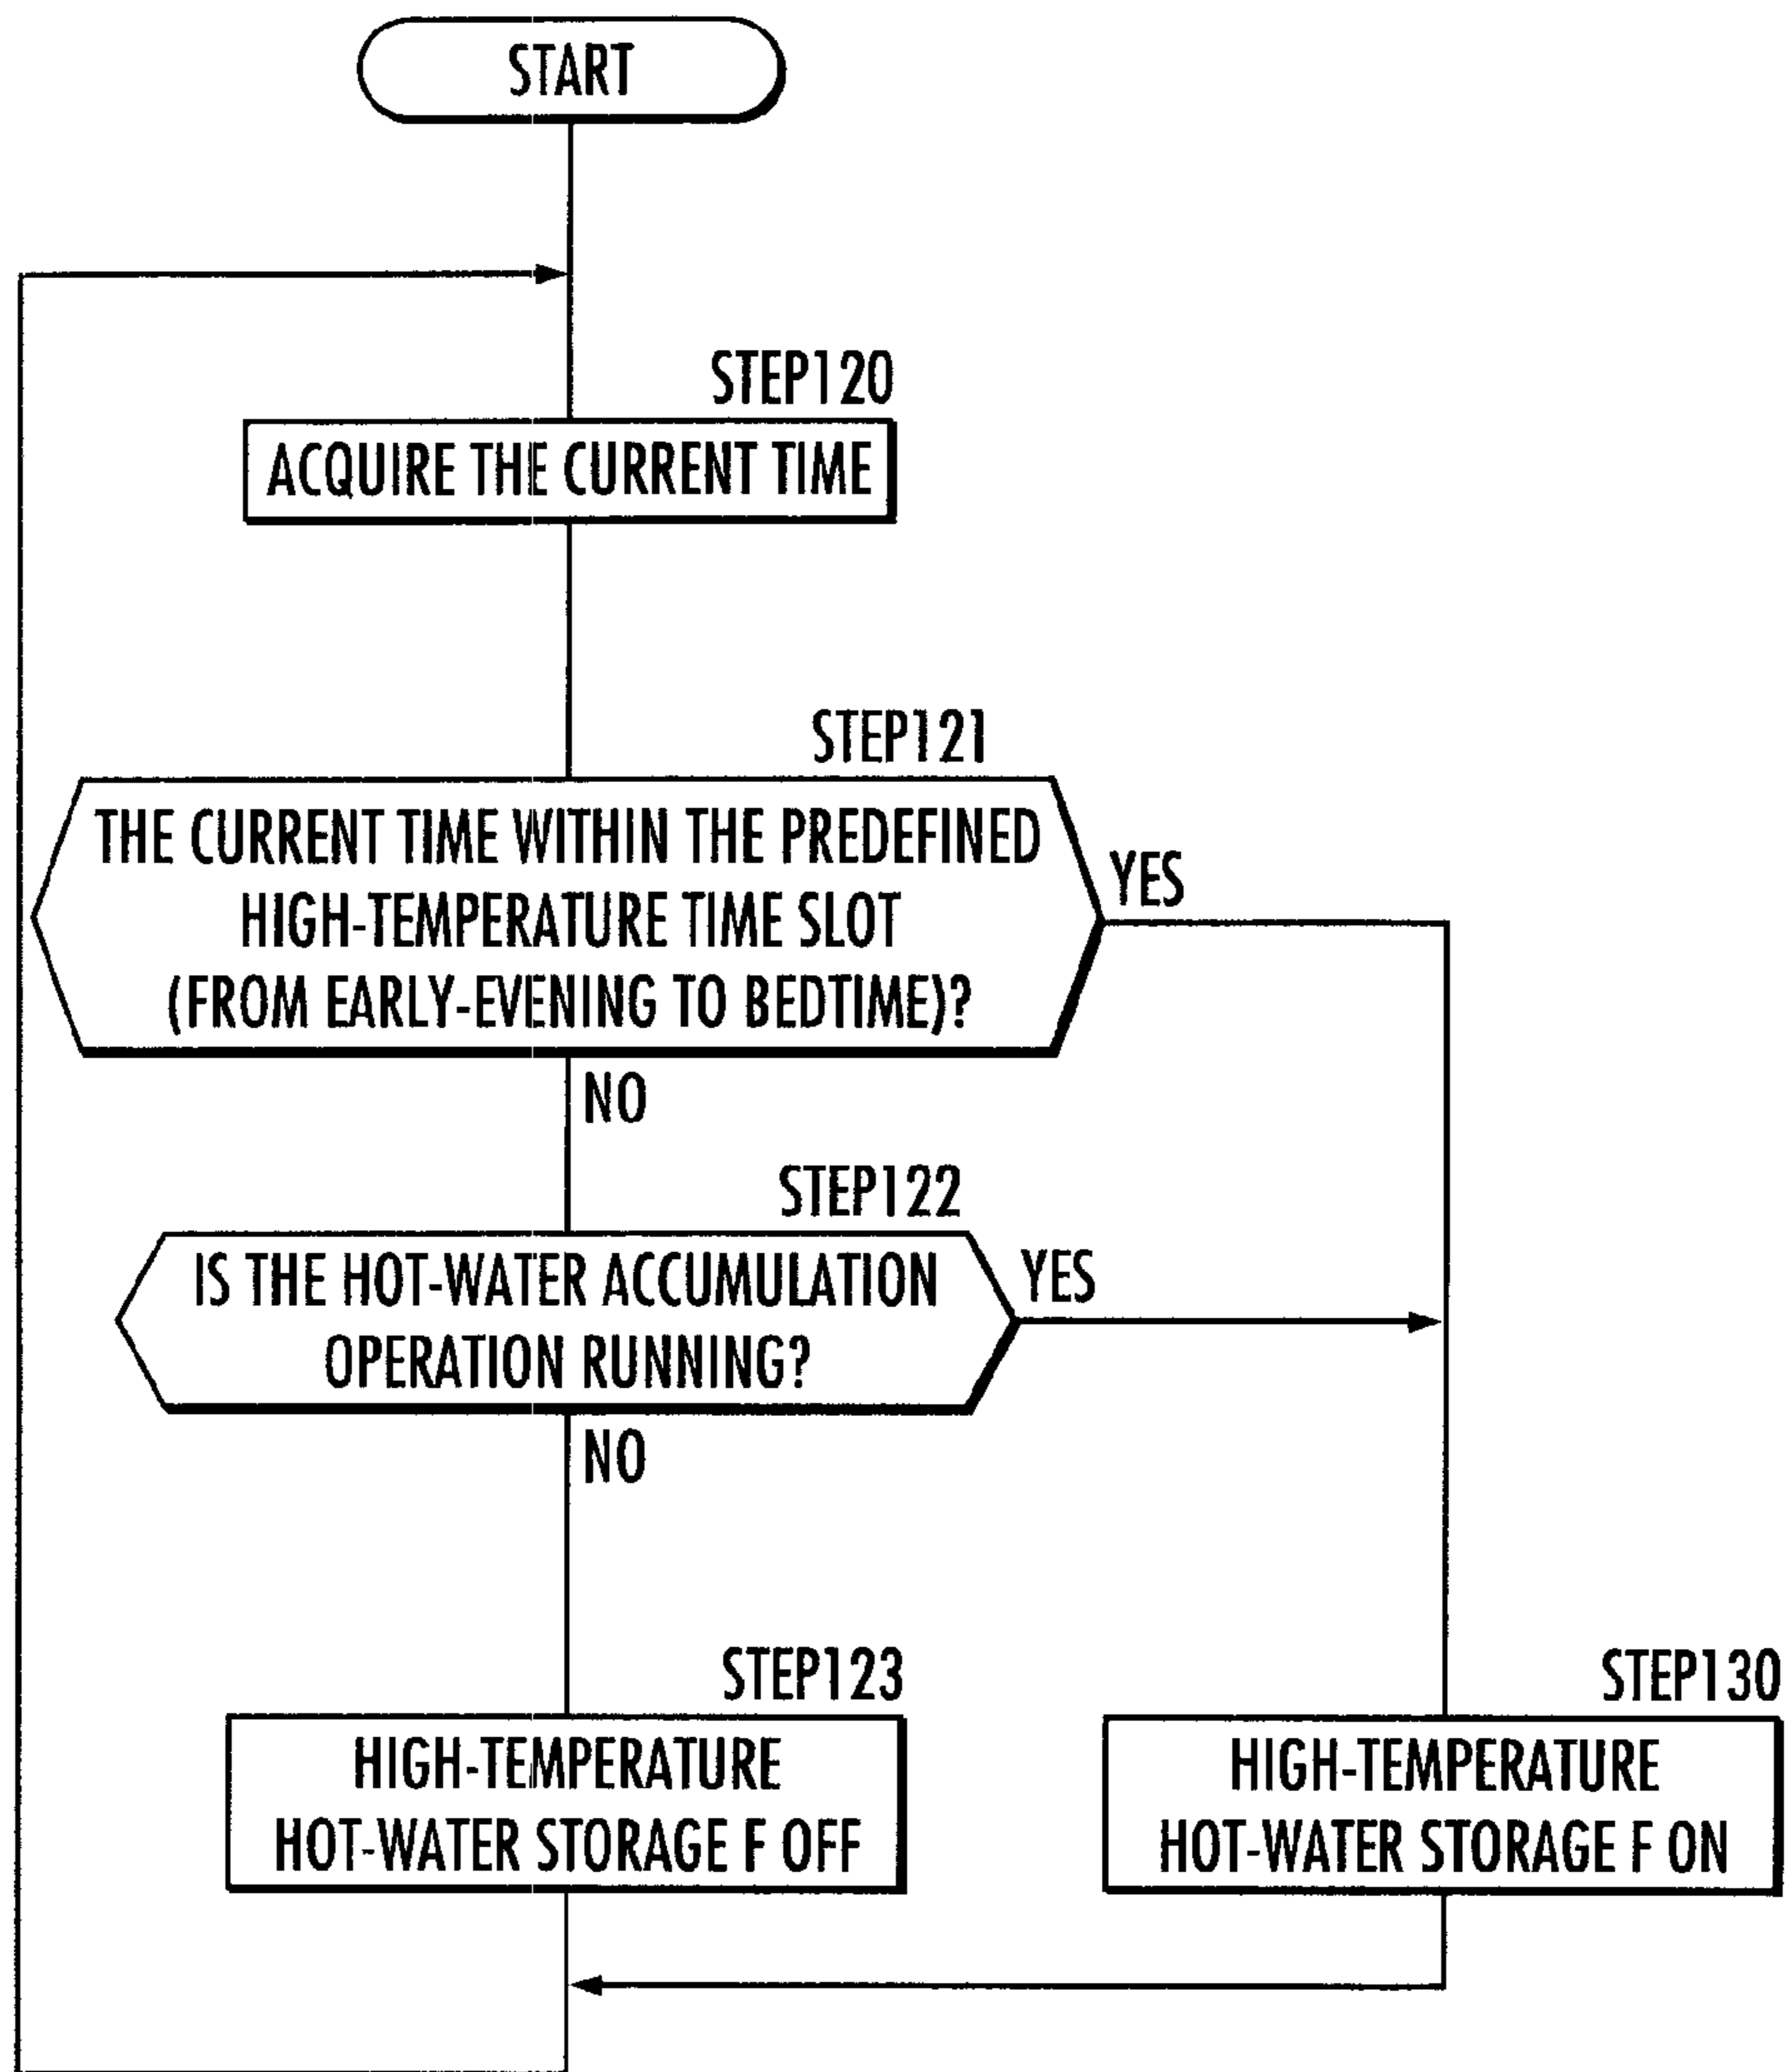 START
STEP120
ACQUIRE THE CURRENT TIME
STEP121
THE CURRENT TIME WITHIN THE PREDEFINED
HIGH-TEMPERATURE TIME SLOT
(FROM EARLY-EVENING TO BEDTIME)?
YES
NO
STEP122
IS THE HOT-WATER ACCUMULATION
OPERATION RUNNING?
YES
NO
STEP123
HIGH-TEMPERATURE
HOT-WATER STORAGE F OFF
STEP130
HIGH-TEMPERATURE
HOT-WATER STORAGE F ON